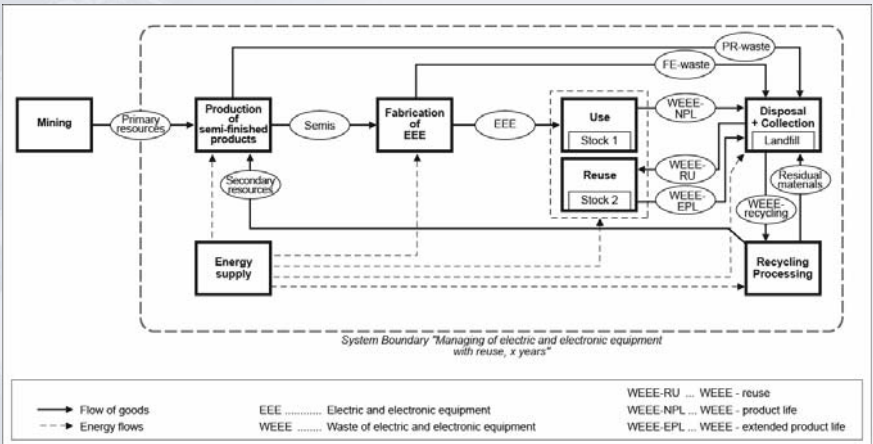 PR-waste
FE-waste
Mining
Primary
resources
Production
of
semi-finished
products
Semis
Fabrication
of
EEE
EEE
Use
Stock 1
WEEE-
NPL
Disposal
+ Collection
Landfill
Secondary
resources
Reuse
Stock 2
WEEE-
RU
WEEE-
EPL
Residual
materials
WEEE-
recycling
Energy
supply
Recycling
Processing
System Boundary "Managing of electric and electronic equipment
with reuse, x years"
Flow of goods
Energy flows
EEE ............ Electric and electronic equipment
WEEE ........ Waste of electric and electronic equipment
WEEE-RU ... WEEE - reuse
WEEE-NPL ... WEEE - product life
WEEE-EPL ... WEEE - extended product life